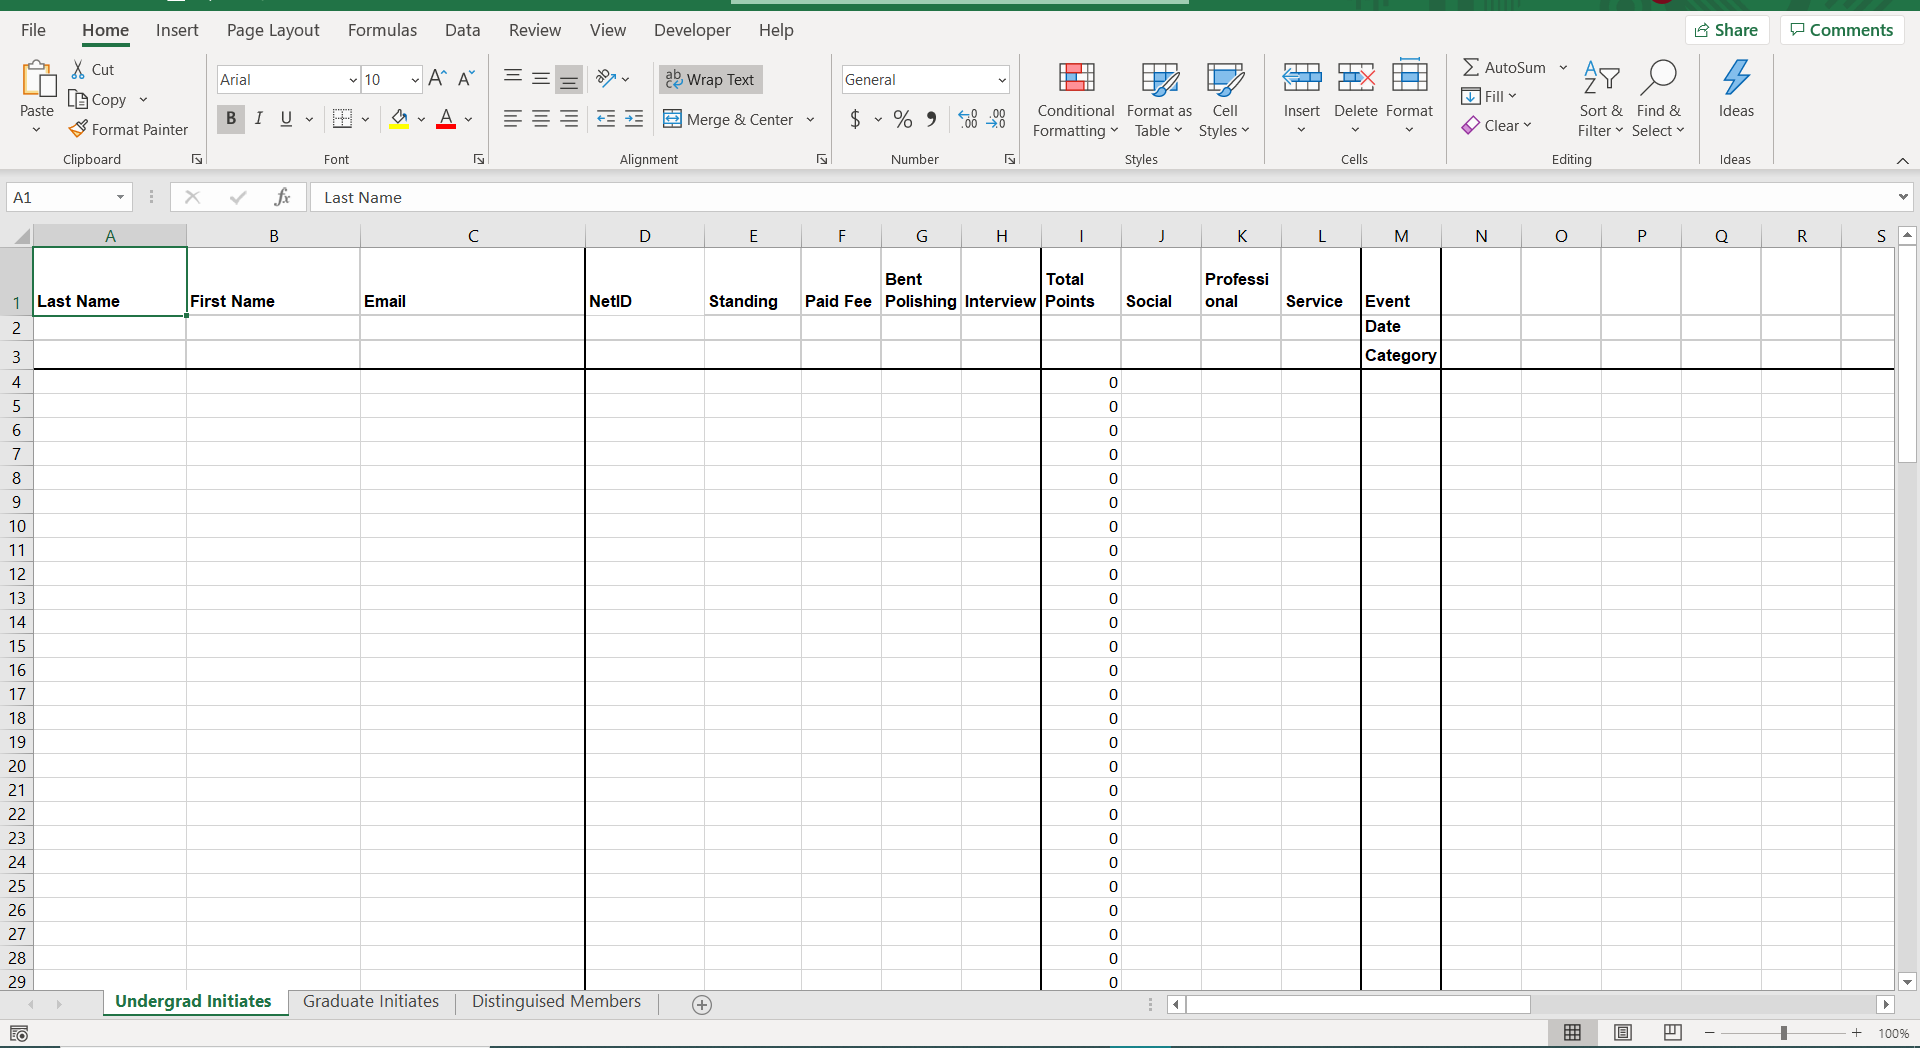 File Home Insert Page Layout Formulas Data Developer Review View Developer Help
Share Comments
Paste
Cut
Copy
Format Painter
Clipboard
Arial 10
B I U A
Font
ab Wrap Text
Merge & Center
Alignment
General
$ % 9
Number
Conditional Formatting
Format as Table
Cell Styles
Styles
Insert Delete Format
Cells
AutoSum
Fill
Clear
Sort & Filter
Find & Select
Editing
Ideas
Ideas
A1 fx Last Name
A B C D E F G H I J K L M N O P Q R S
1 Last Name First Name Email NetID Standing Paid Fee Bent Polishing Interview Total Points Social Professi onal Service Event
2 Date
3 Category
4 0
5 0
6 0
7 0
8 0
9 0
10 0
11 0
12 0
13 0
14 0
15 0
16 0
17 0
18 0
19 0
20 0
21 0
22 0
23 0
24 0
25 0
26 0
27 0
28 0
29 0
Undergrad Initiates Graduate Initiates Distinguised Members
100%